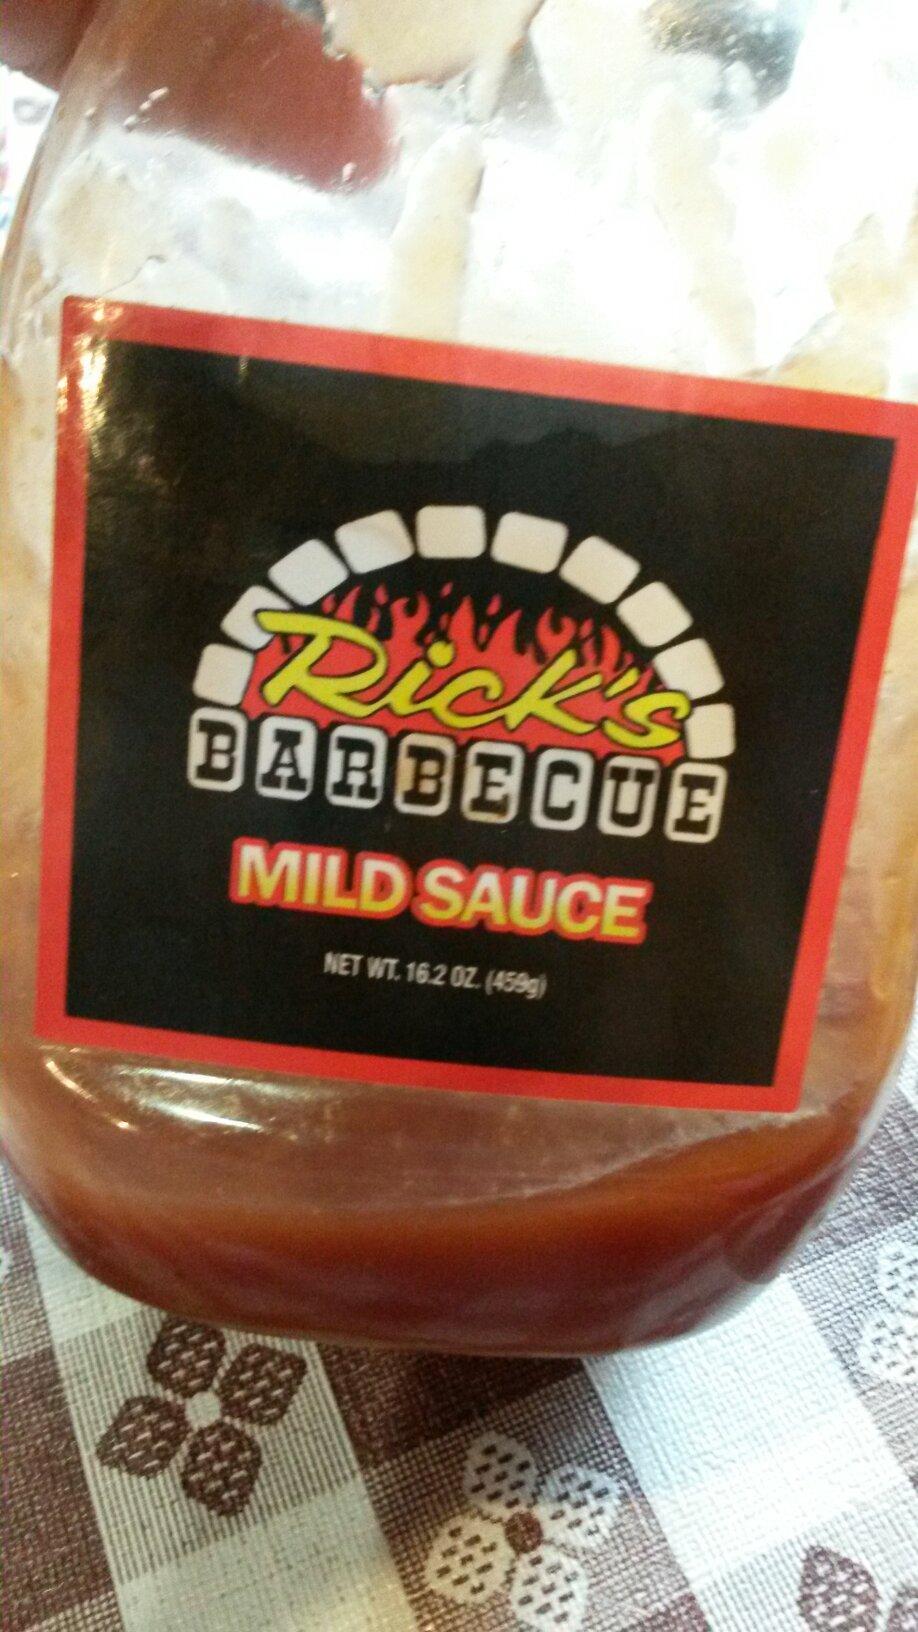 Rick's
BARBECUE
MILD SAUCE
NET WT. 16.2 OZ. (459g)